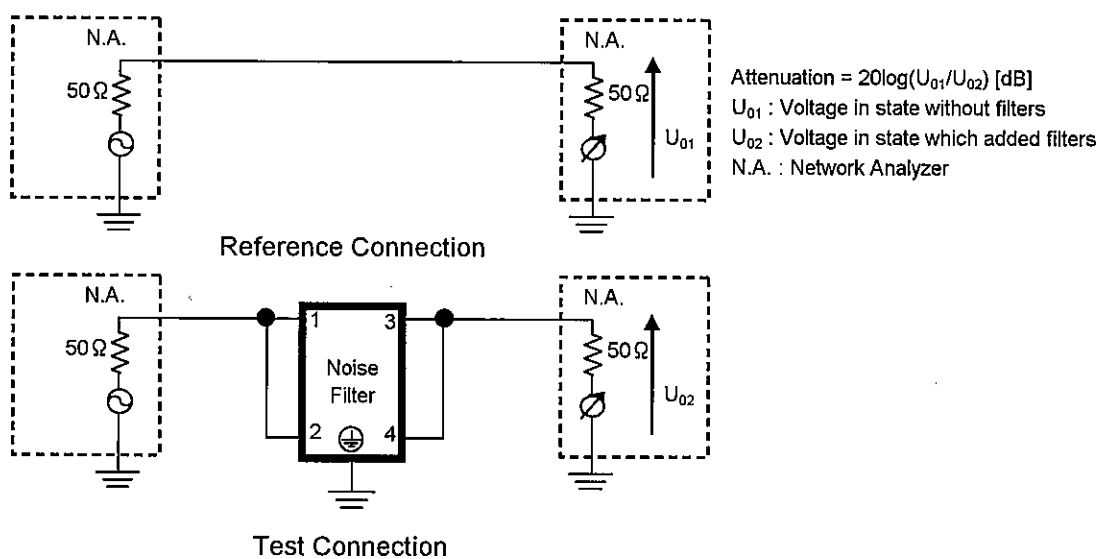 N.A.
50Ω
N.A.
50Ω
U01
Attenuation = 20log(U01/U02) [dB]
U01 : Voltage in state without filters
U02 : Voltage in state which added filters
N.A. : Network Analyzer
Reference Connection
N.A.
50Ω
1
3
Noise
Filter
2
4
N.A.
50Ω
U02
Test Connection